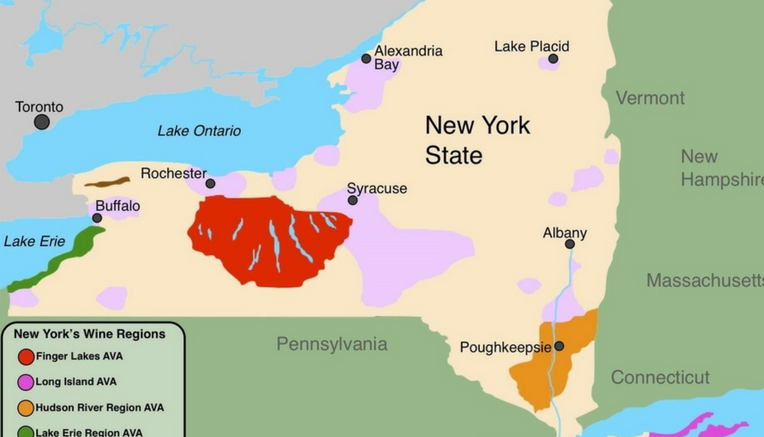 Alexandria
Bay
Lake Placid
Toronto
Vermont
Lake Ontario
New York
State
New
Hampshire
Rochester
Syracuse
Buffalo
Albany
Lake Erie
Massachusetts
New York's Wine Regions
Finger Lakes AVA
Long Island AVA
Hudson River Region AVA
Lake Erie Region AVA
Pennsylvania
Poughkeepsie
Connecticut